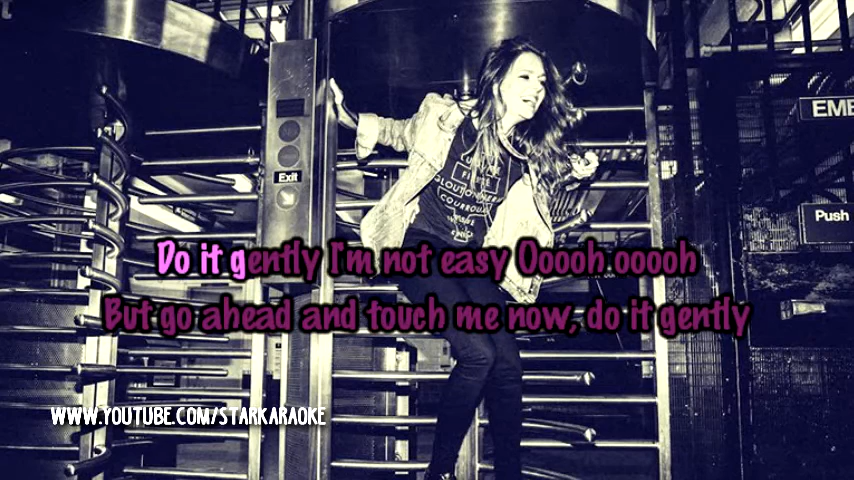 EME
Exit
Push
Do it gently I'm not easy Ooooh ooooh
But go ahead and touch me now, do it gently
WWW.YOUTUBE.COM/STARKARAOKE